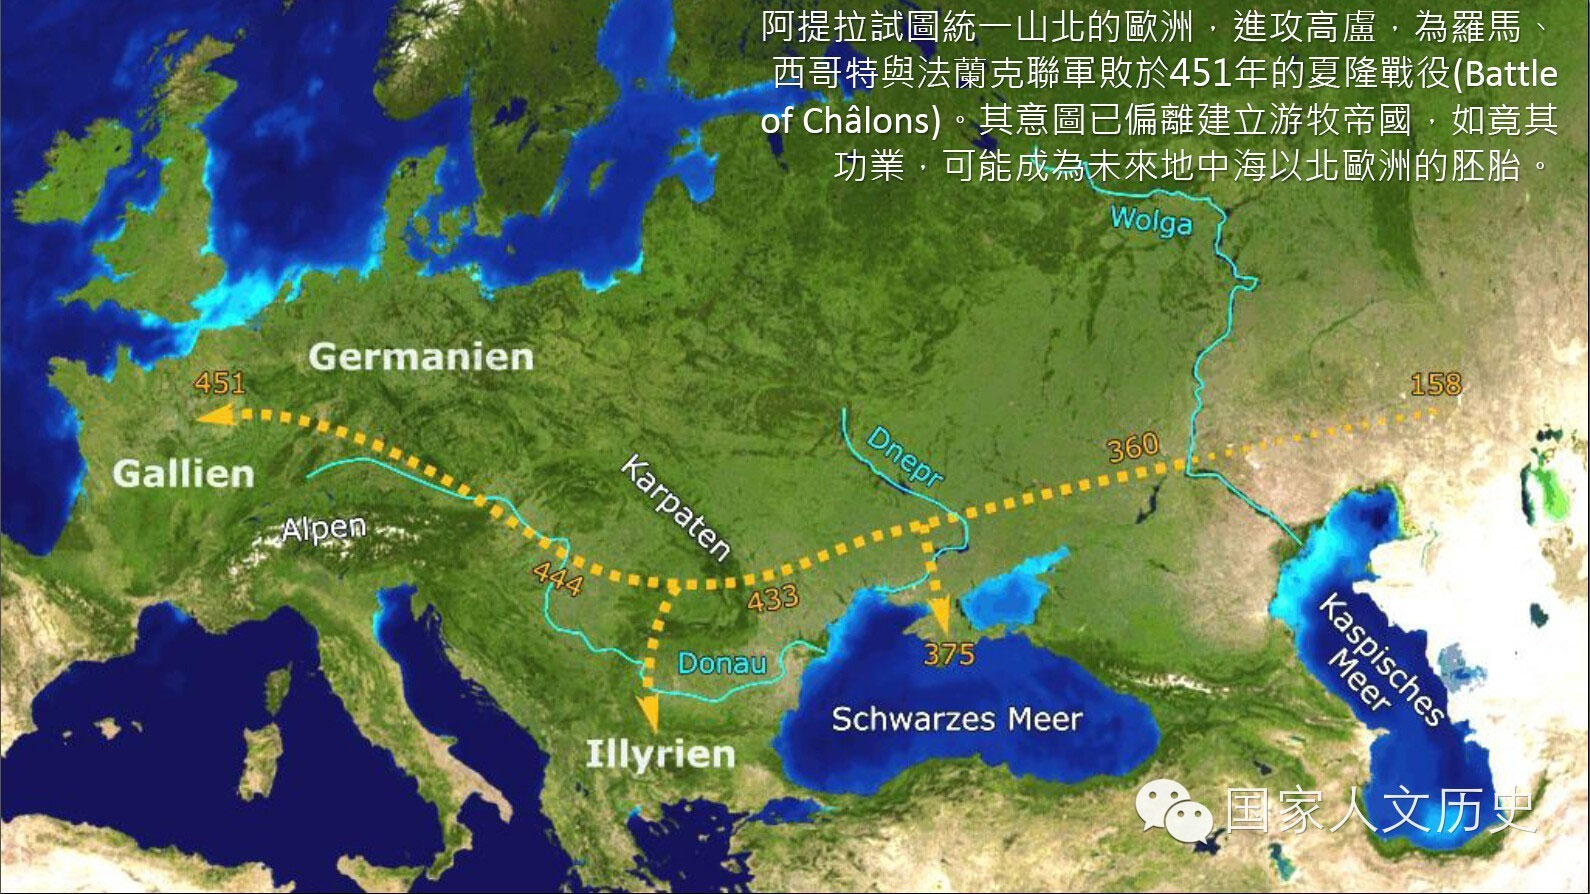 阿提拉試圖統一山北的歐洲，進攻高盧，為羅馬、
西哥特與法蘭克聯軍敗於451年的夏隆戰役(Battle
of Châlons)。其意圖已偏離建立游牧帝國，如竟其
功業，可能成為未來地中海以北歐洲的胚胎。
Wolga
Germanien
451
158
Dnepr
360
Gallien
Karpaten
Alpen
444
433
375
Kaspisches
Meer
Donau
Schwarzes Meer
Illyrien
国家人文历史